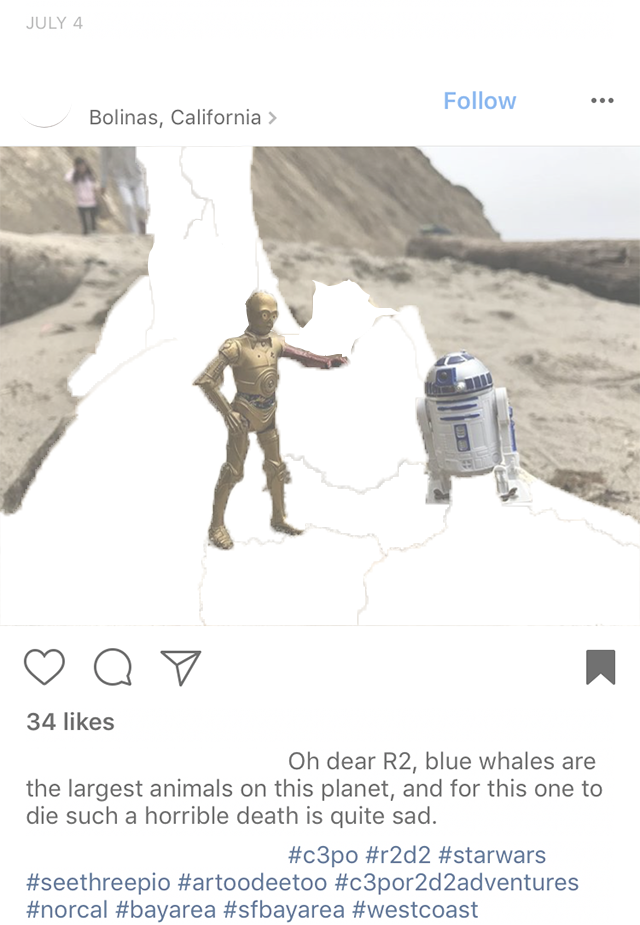 JULY 4
Follow
Bolinas, California
34 likes
Oh dear R2, blue whales are
the largest animals on this planet, and for this one to
die such a horrible death is quite sad.
#c3po #r2d2 #starwars
#seethreepio #artoodeetoo #c3por2d2adventures
#norcal #bayarea #sfbayarea #westcoast